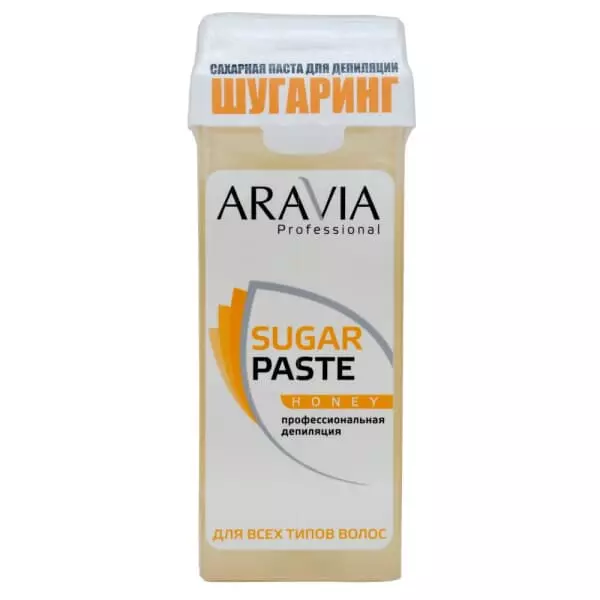 САХАРНАЯ ПАСТА ДЛЯ ДЕПИЛЯЦИИ
ШУГАРИНГ
ARAVIA
Professional
SUGAR
PASTE
HONEY
профессиональная
депиляция
ДЛЯ ВСЕХ ТИПОВ ВОЛОС